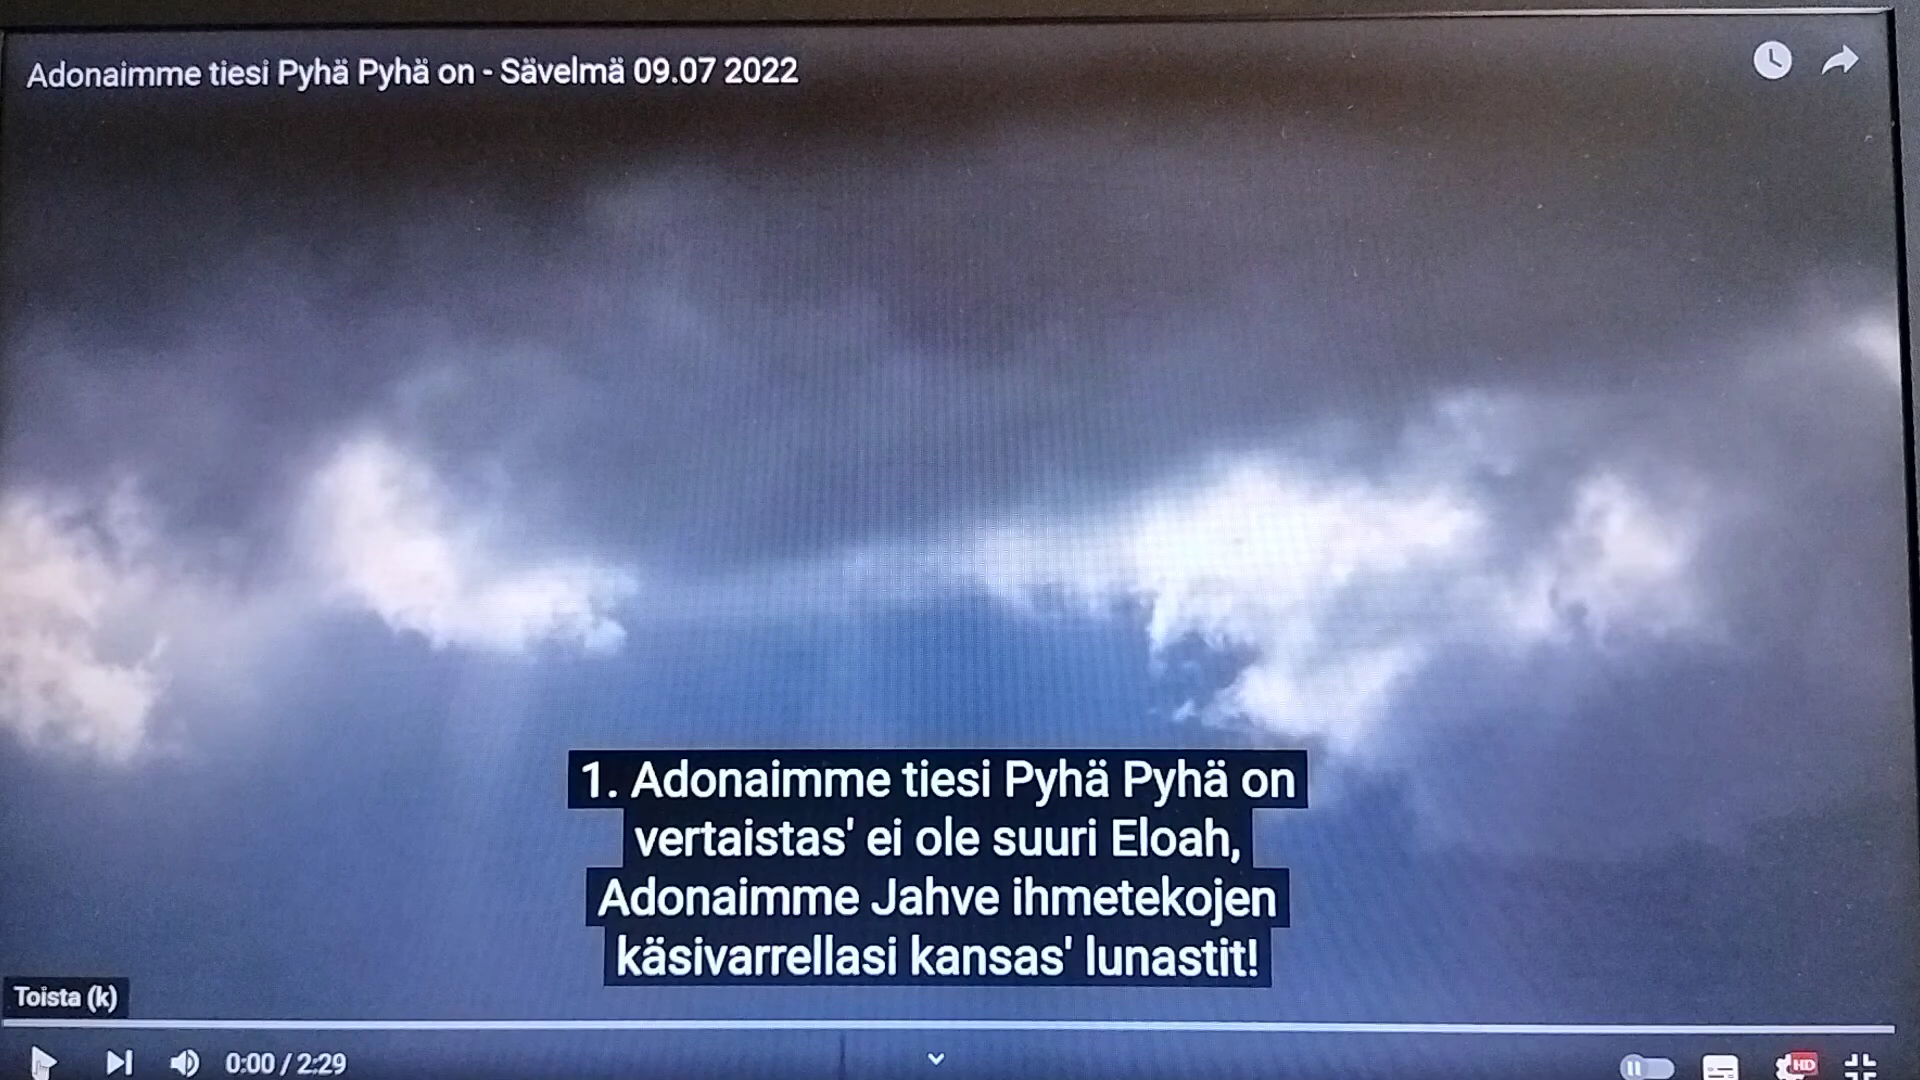 Adonaimme tiesi Pyhä Pyhä on - Sävelmä 09.07 2022
1. Adonaimme tiesi Pyhä Pyhä on
vertaistas' ei ole suuri Eloah,
Adonaimme Jahve ihmetekojen
käsivarrellasi kansas' lunastit!
Toista (k)
0:00 / 2:29
HD